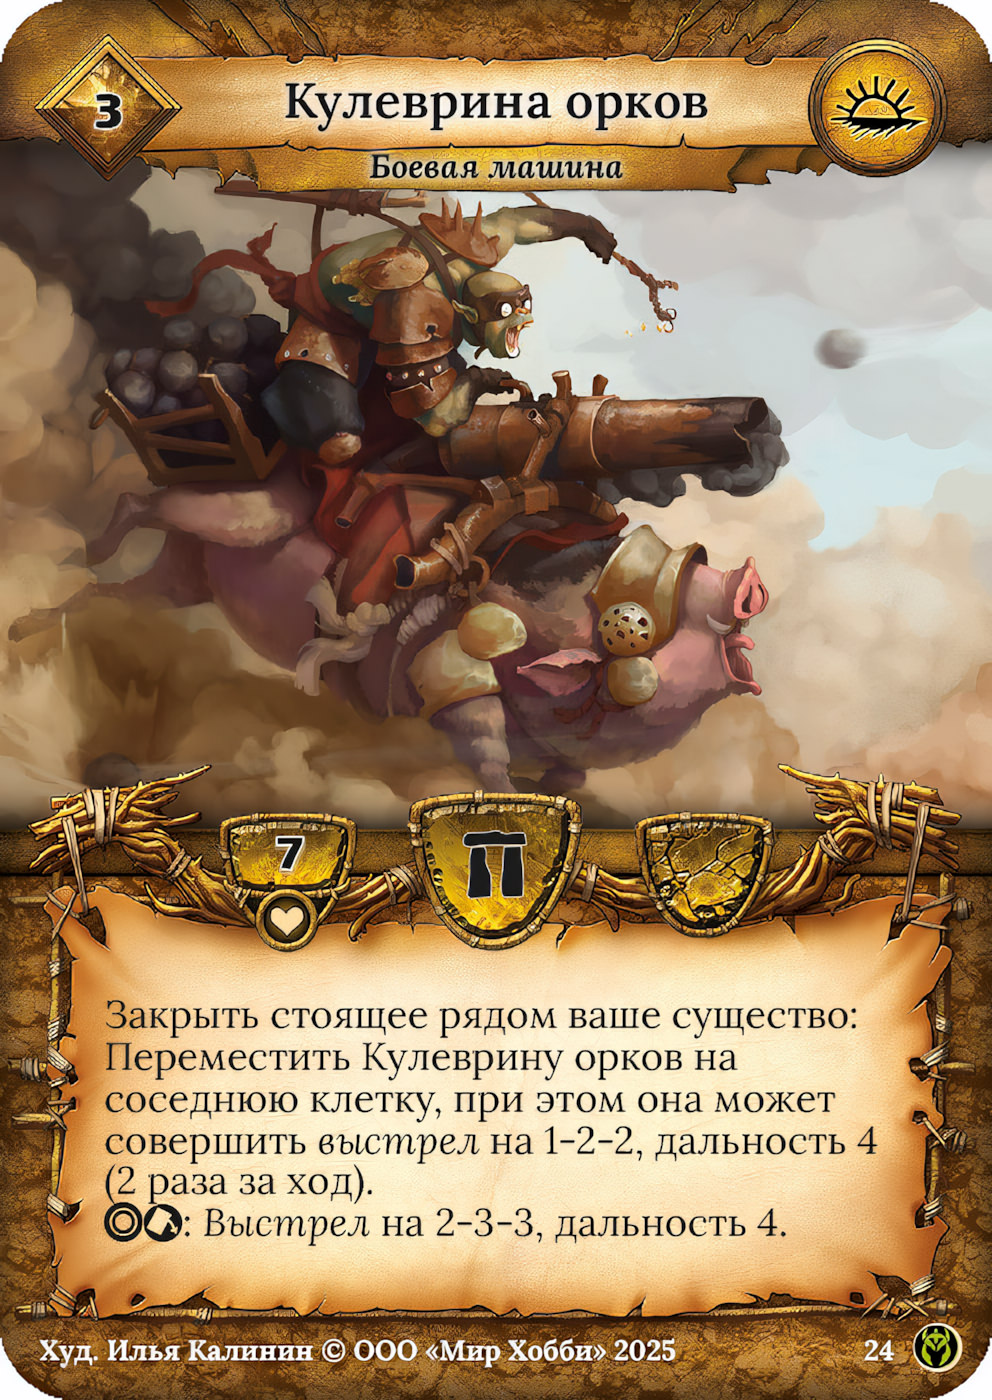 3
Кулеврина орков
Боевая машина
7
Закрыть стоящее рядом ваше существо:
Переместить Кулеврину орков на
соседнюю клетку, при этом она может
совершить выстрел на 1-2-2, дальность 4
(2 раза за ход).
: Выстрел на 2-3-3, дальность 4.
Худ. Илья Калинин © ООО «Мир Хобби» 2025
24